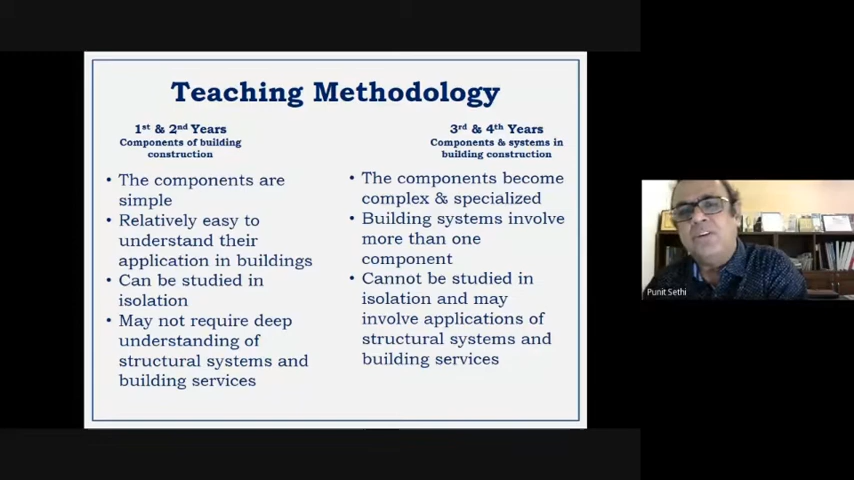 Teaching Methodology
1st & 2nd Years
Components of building
construction
• The components are
simple
• Relatively easy to
understand their
application in buildings
• Can be studied in
isolation
• May not require deep
understanding of
structural systems and
building services
3rd & 4th Years
Components & systems in
building construction
• The components become
complex & specialized
• Building systems involve
more than one
component
• Cannot be studied in
isolation and may
involve applications of
structural systems and
building services
Punit Sethi